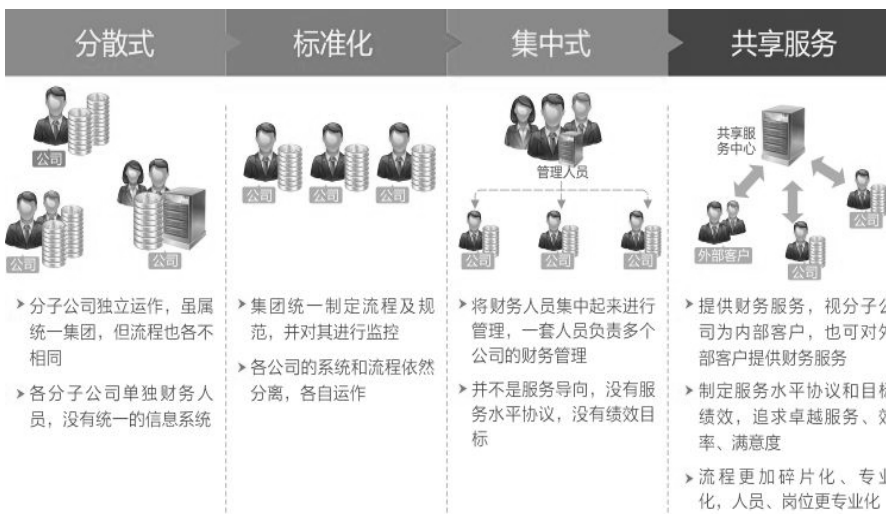 分散式
标准化
集中式
共享服务
公司
公司
公司
公司
公司
公司
管理人员
公司
公司
公司
共享服
务中心
外部客户
公司
公司
分子公司独立运作，虽属
统一集团，但流程也各不
相同
各分子公司单独财务人
员，没有统一的信息系统
集团统一制定流程及规
范，并对其进行监控
各公司的系统和流程依然
分离，各自运作
将财务人员集中起来进行
管理，一套人员负责多个
公司的财务管理
并不是服务导向，没有服
务水平协议，没有绩效目
标
提供财务服务，视分子公
司为内部客户，也可对外
部客户提供财务服务
制定服务水平协议和目标
绩效，追求卓越服务、效
率、满意度
流程更加碎片化、专业
化，人员、岗位更专业化